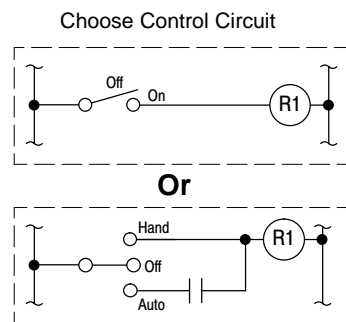 Choose Control Circuit
Off
On
R1
Or
Hand
R1
Off
Auto